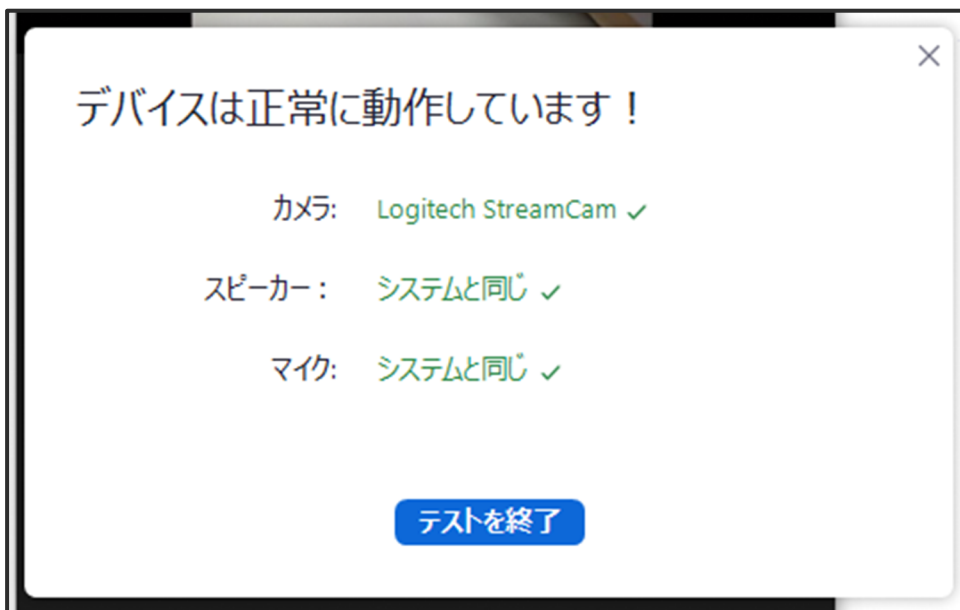 デバイスは正常に動作しています！
カメラ: Logitech StreamCam ✓
スピーカー： システムと同じ ✓
マイク: システムと同じ ✓
テストを終了